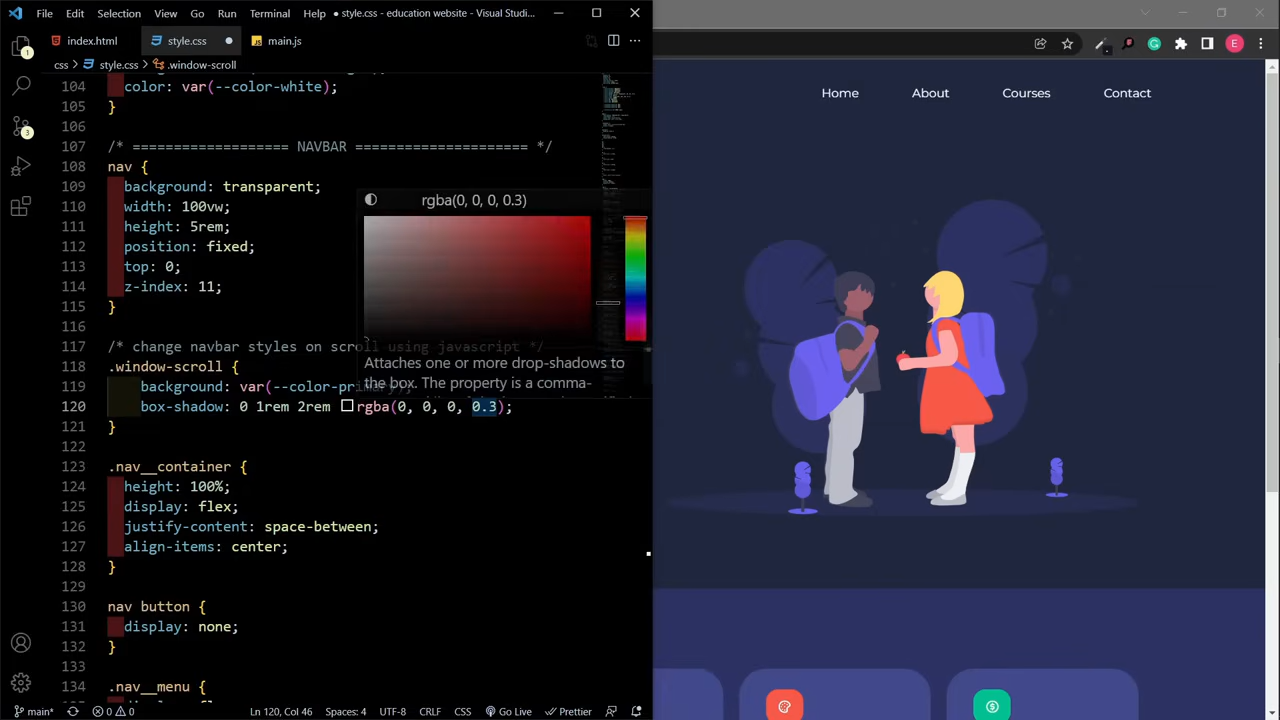 File Edit Selection View Go Run Terminal Help
style.css - education website - Visual Studi...
index.html style.css main.js
css > style.css > .window-scroll
104 color: var(--color-white);
105 }
106
107 /* =================== NAVBAR ===================== */
108 nav {
109 background: transparent;
110 width: 100vw;
111 height: 5rem;
112 position: fixed;
113 top: 0;
114 z-index: 11;
115 }
116
117 /* change navbar styles on scroll using javascript */
118 .window-scroll {
119 background: var(--color-primary);
120 box-shadow: 0 1rem 2rem rgba(0, 0, 0, 0.3);
121 }
122
123 .nav__container {
124 height: 100%;
125 display: flex;
126 justify-content: space-between;
127 align-items: center;
128 }
129
130 nav button {
131 display: none;
132 }
133
134 .nav__menu {
rgba(0, 0, 0, 0.3)
Attaches one or more drop-shadows to
the box. The property is a comma-
1
3
main* 0 0 Ln 120, Col 46 Spaces: 4 UTF-8 CRLF CSS Go Live Prettier
E
Home About Courses Contact